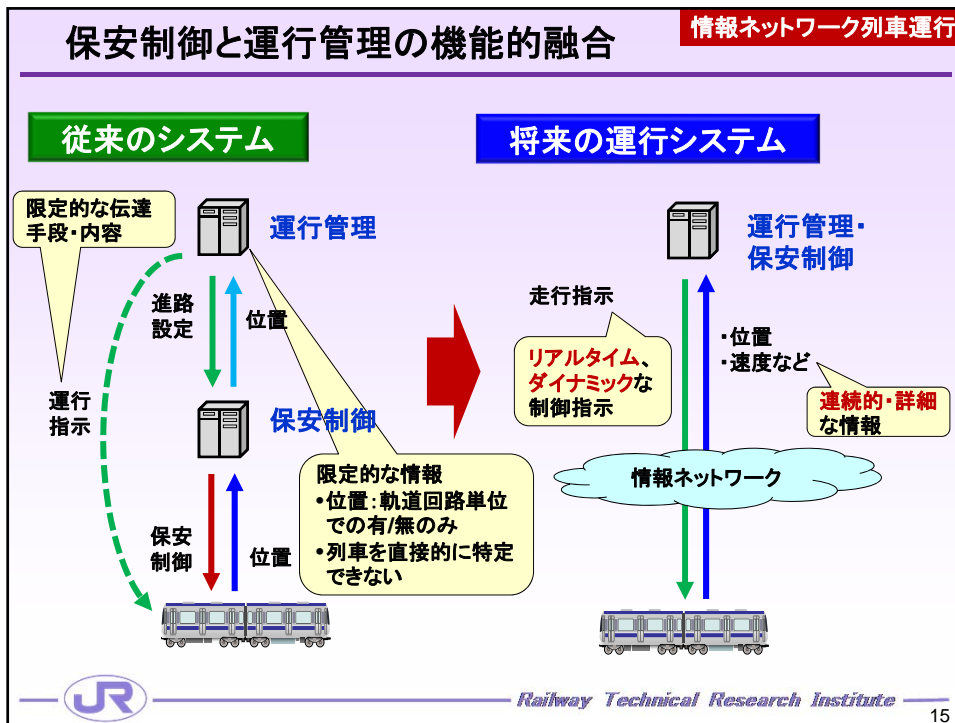 保安制御と運行管理の機能的融合
情報ネットワーク列車運行
従来のシステム
限定的な伝達
手段・内容
運行管理
進路
設定
位置
運行
指示
保安制御
限定的な情報
•位置：軌道回路単位
での有/無のみ
•列車を直接的に特定
できない
保安
制御
位置
将来の運行システム
運行管理・
保安制御
走行指示
リアルタイム、
ダイナミックな
制御指示
・位置
・速度など
連続的・詳細
な情報
情報ネットワーク
JR
Railway Technical Research Institute
15